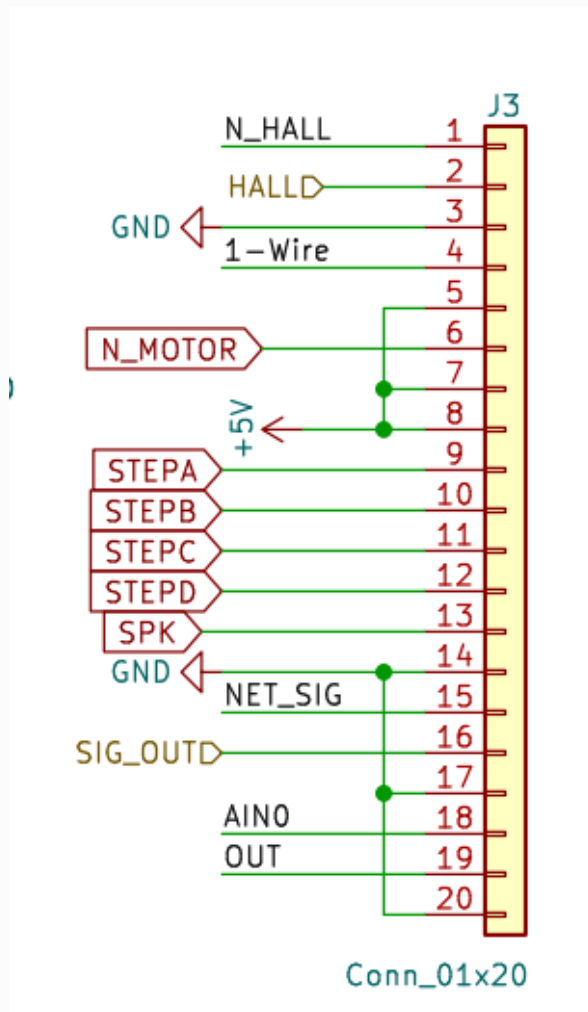 J3
N_HALL 1
HALL 2
GND 3
1-Wire 4
5
N_MOTOR 6
7
+5V 8
STEPA 9
STEPB 10
STEPC 11
STEPD 12
SPK 13
GND 14
NET_SIG 15
SIG_OUT 16
17
AIN0 18
OUT 19
20
Conn_01x20